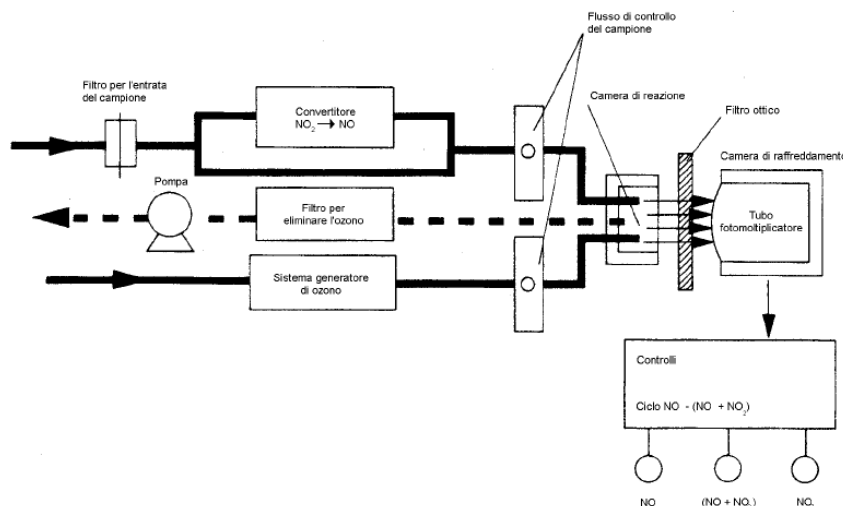 Flusso di controllo
del campione
Filtro per l'entrata
del campione
Convertitore
NO₂ → NO
Camera di reazione
Filtro ottico
Camera di raffreddamento
Pompa
Filtro per
eliminare l'ozono
Tubo
fotomoltiplicatore
Sistema generatore
di ozono
Controlli
Ciclo NO - (NO + NO₂)
NO
(NO + NO₂)
NO₂